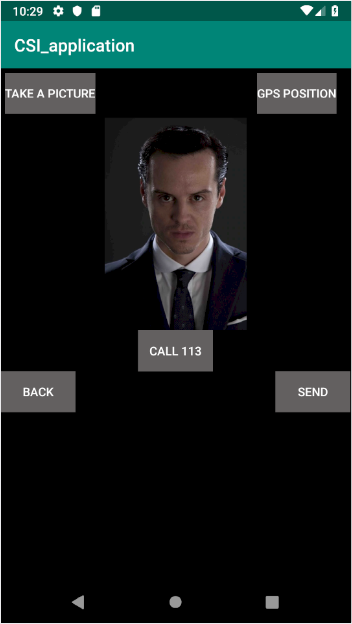 10:29
CSI_application
TAKE A PICTURE
GPS POSITION
CALL 113
BACK
SEND